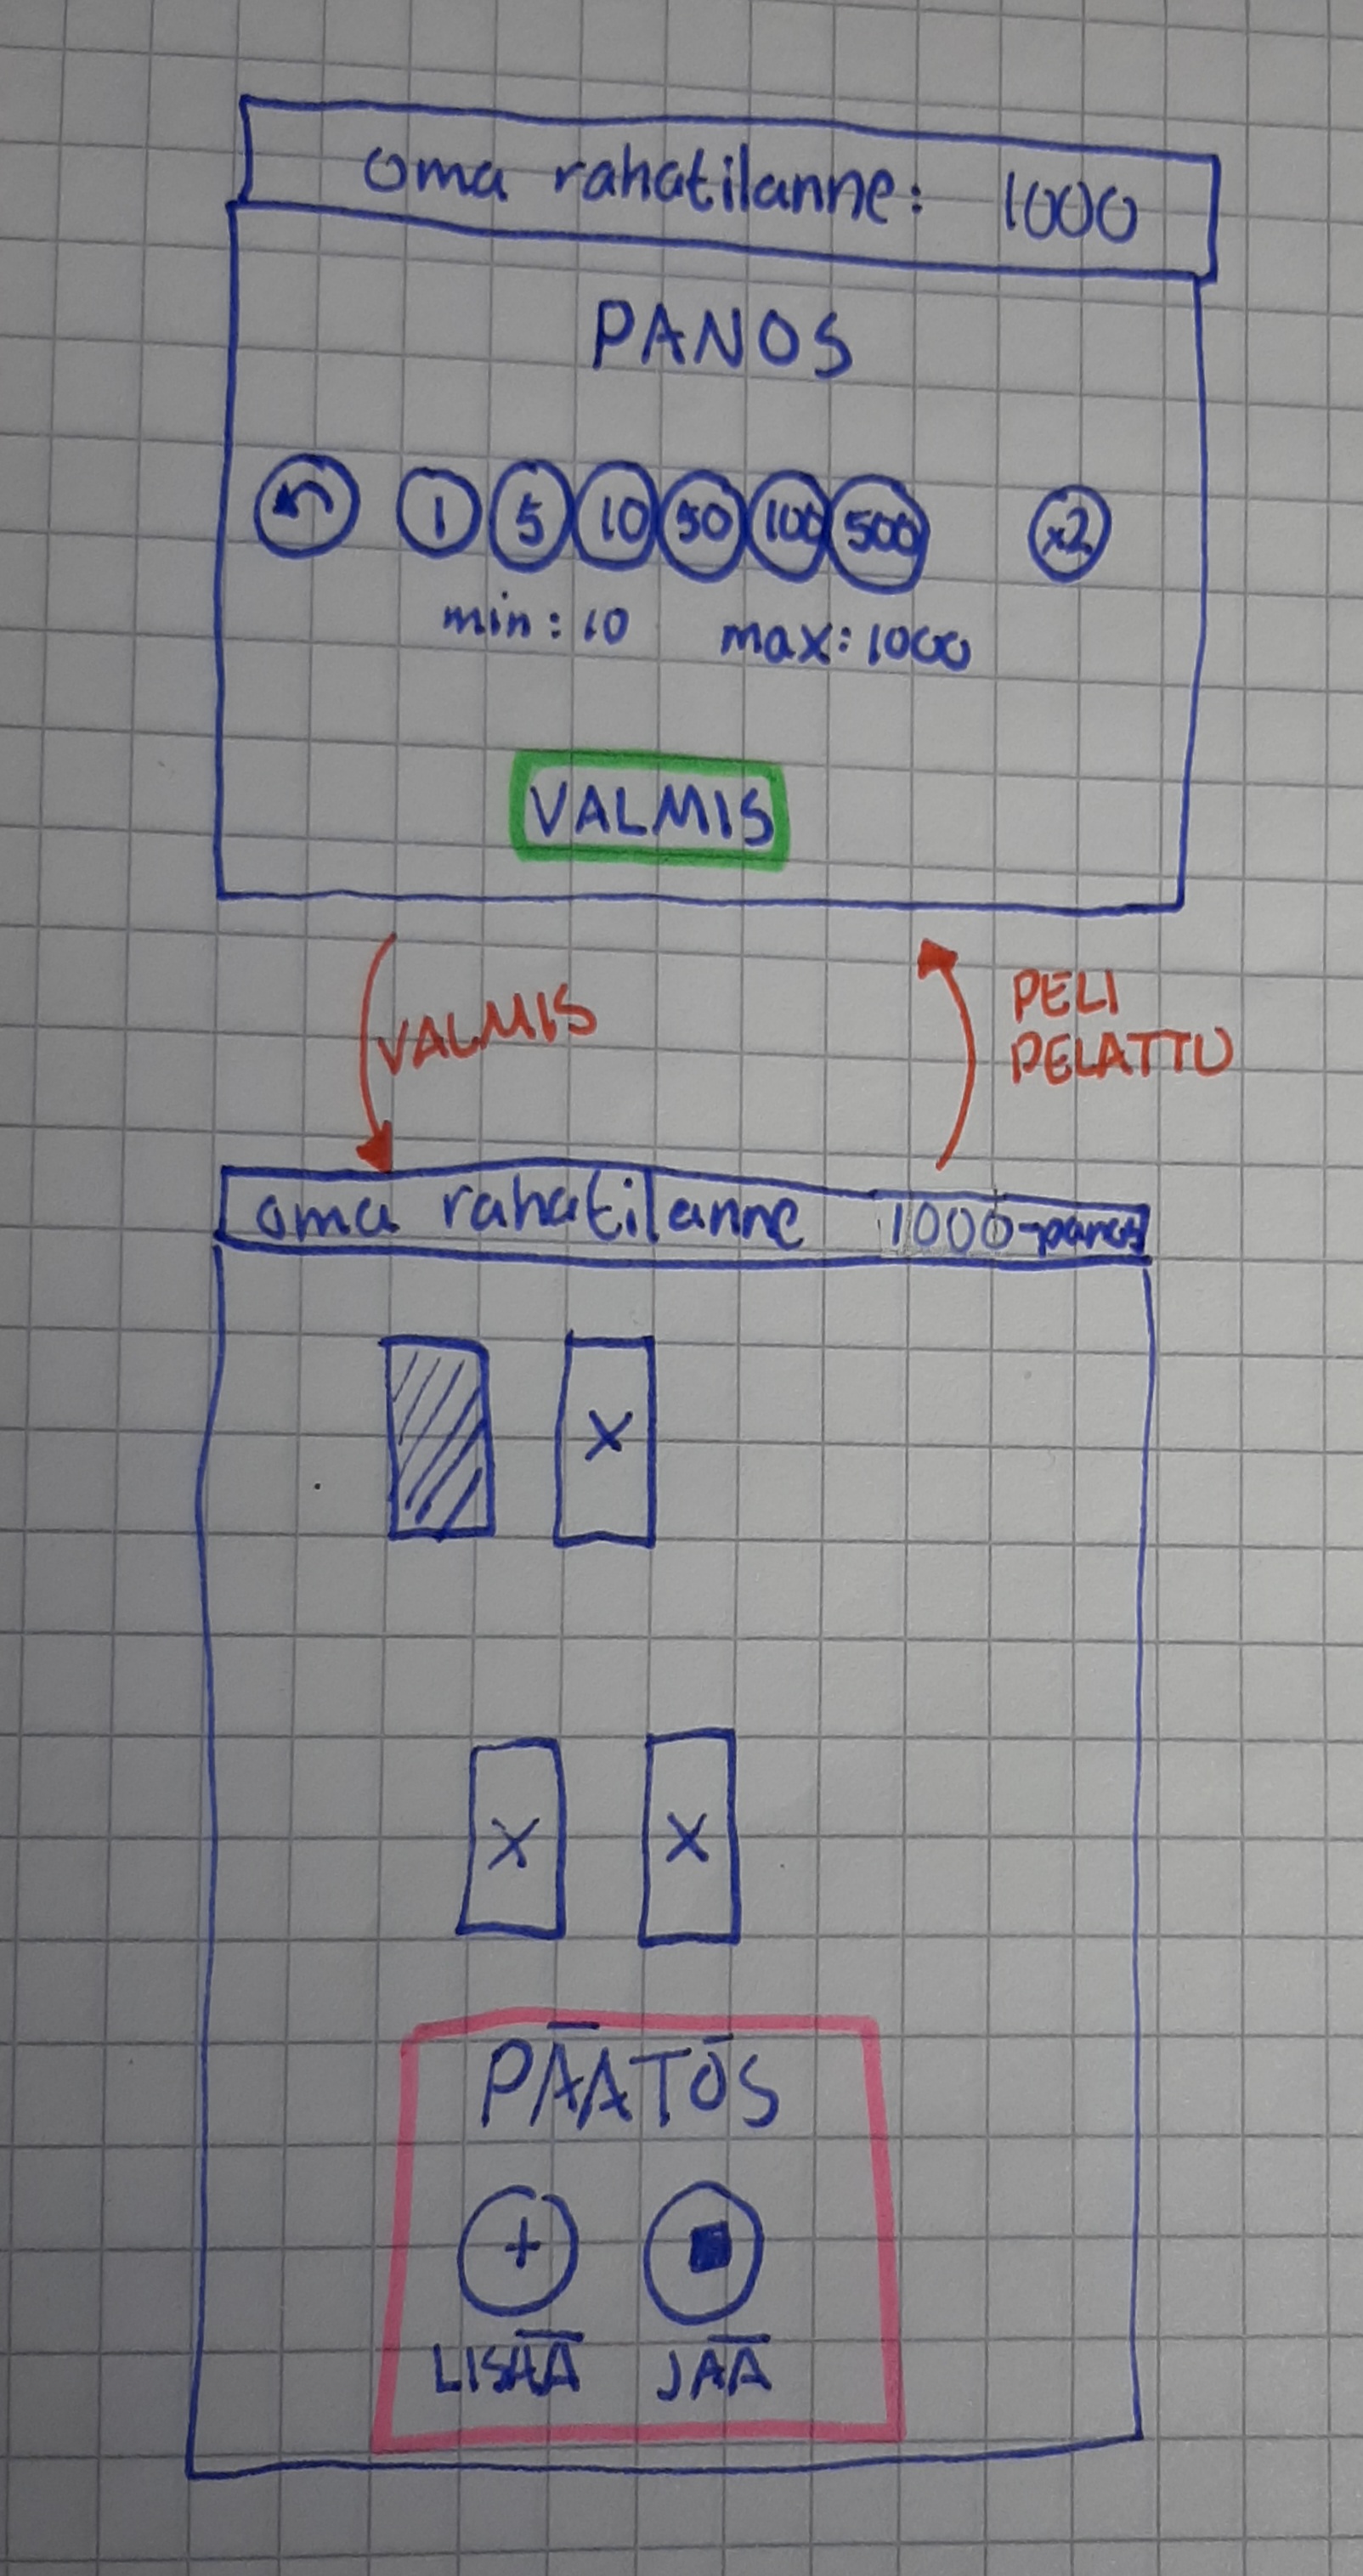 oma rahatilanne: 1000
PANOS
1 5 10 50 100 500 x2
min: 10 max: 1000
VALMIS
VALMIS
PELI
PELATTU
oma rahatilanne 1000-panos
X
X X
PÄÄTÖS
+
LISÄÄ JÄÄ